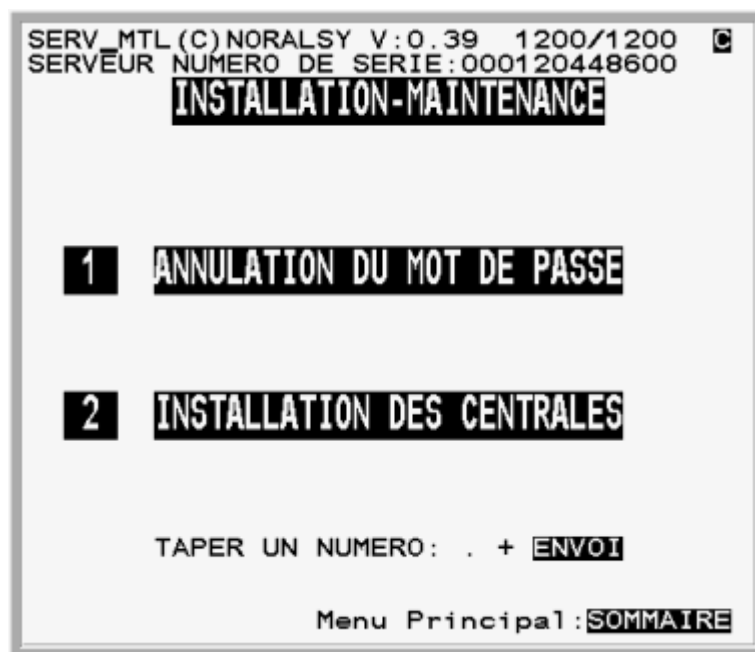 SERV_MTL(C)NORALSY V:0.39 1200/1200 C
SERVEUR NUMERO DE SERIE:000120448600
INSTALLATION-MAINTENANCE
1 ANNULATION DU MOT DE PASSE
2 INSTALLATION DES CENTRALES
TAPER UN NUMERO: . + ENVOI
Menu Principal:SOMMAIRE